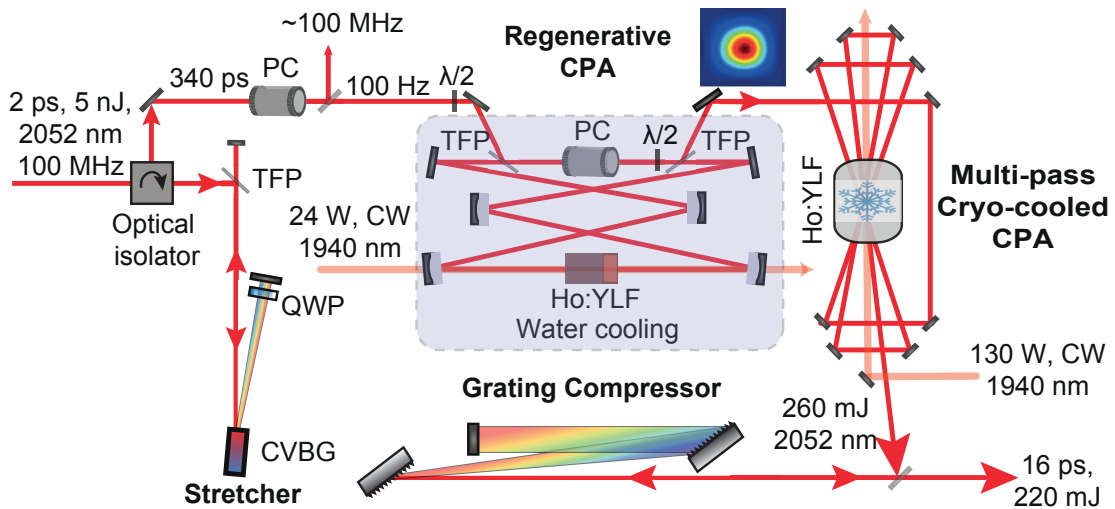 ~100 MHz
Regenerative
CPA
340 ps
PC
100 Hz
λ/2
2 ps, 5 nJ,
2052 nm
100 MHz
TFP
Optical
isolator
TFP
PC
λ/2
TFP
24 W, CW
1940 nm
Ho:YLF
Water cooling
Ho:YLF
Multi-pass
Cryo-cooled
CPA
QWP
CVBG
Stretcher
Grating Compressor
130 W, CW
1940 nm
260 mJ
2052 nm
16 ps,
220 mJ